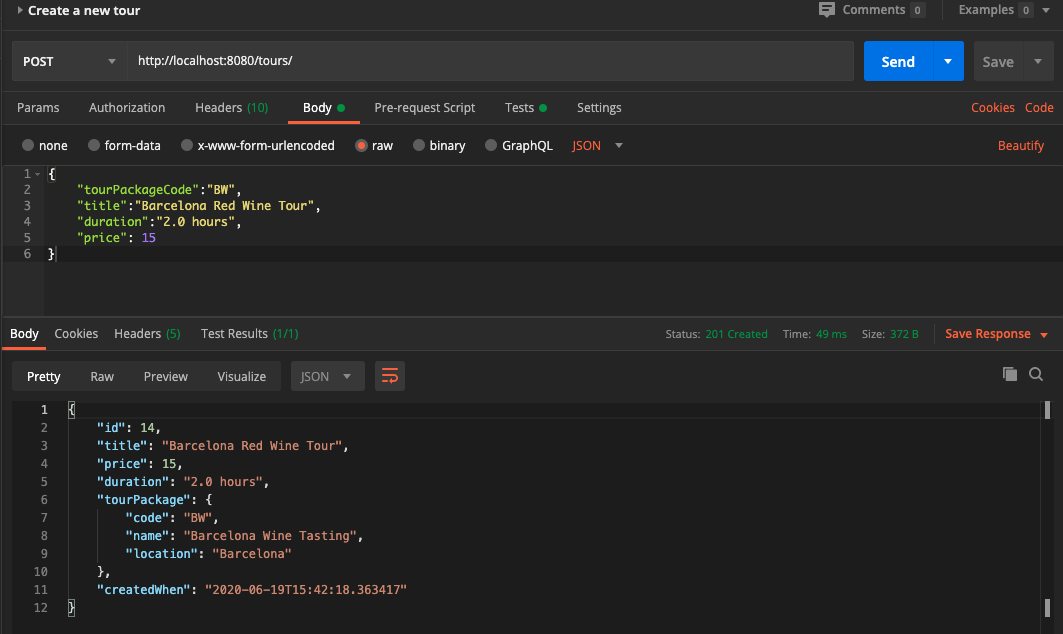 Create a new tour Comments 0 Examples 0
POST http://localhost:8080/tours/ Send Save
Params Authorization Headers (10) Body Pre-request Script Tests Settings Cookies Code
none form-data x-www-form-urlencoded raw binary GraphQL JSON Beautify
1 {
2 "tourPackageCode":"BW",
3 "title":"Barcelona Red Wine Tour",
4 "duration":"2.0 hours",
5 "price": 15
6 }
Body Cookies Headers (5) Test Results (1/1) Status: 201 Created Time: 49 ms Size: 372 B Save Response
Pretty Raw Preview Visualize JSON
1 {
2 "id": 14,
3 "title": "Barcelona Red Wine Tour",
4 "price": 15,
5 "duration": "2.0 hours",
6 "tourPackage": {
7 "code": "BW",
8 "name": "Barcelona Wine Tasting",
9 "location": "Barcelona"
10 },
11 "createdWhen": "2020-06-19T15:42:18.363417"
12 }